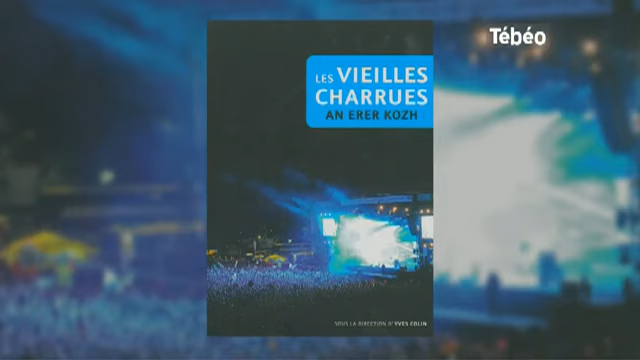 Tébéo
LES VIEILLES
CHARRUES
AN ERER KOZH
SOUS LA DIRECTION D'YVES COLIN